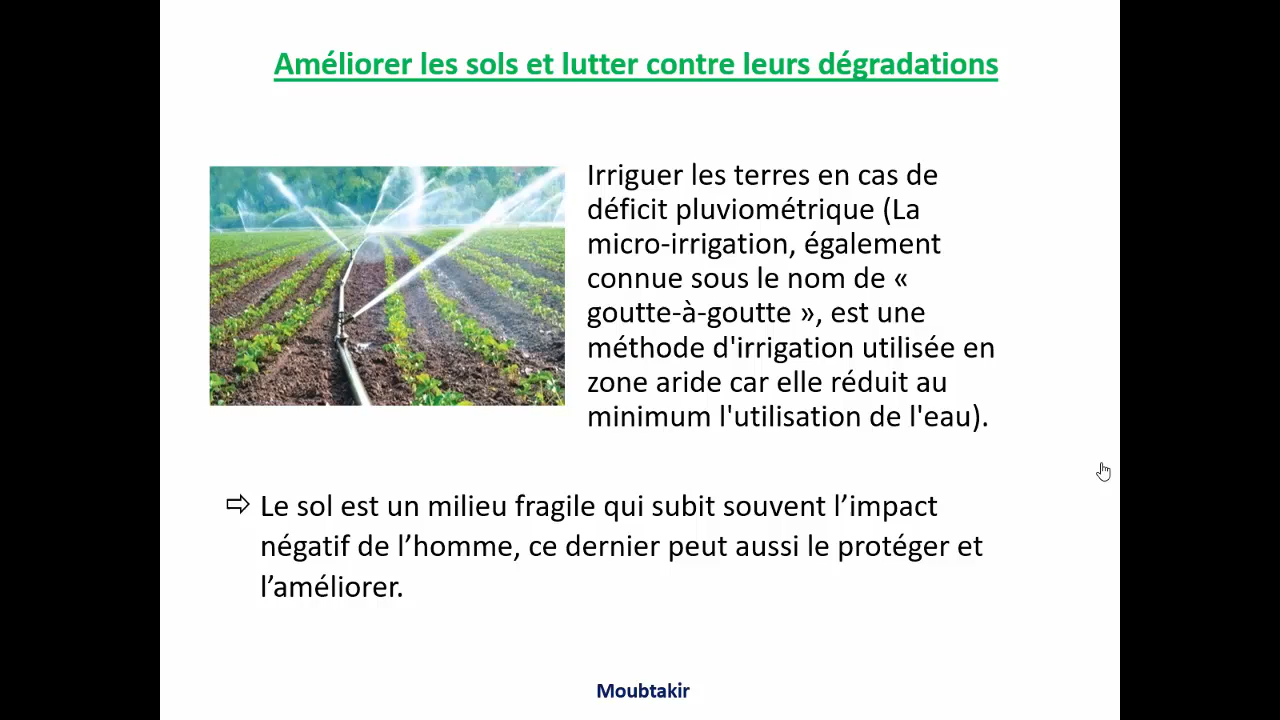 Améliorer les sols et lutter contre leurs dégradations
Irriguer les terres en cas de
déficit pluviométrique (La
micro-irrigation, également
connue sous le nom de «
goutte-à-goutte », est une
méthode d'irrigation utilisée en
zone aride car elle réduit au
minimum l'utilisation de l'eau).
⇨ Le sol est un milieu fragile qui subit souvent l’impact
négatif de l’homme, ce dernier peut aussi le protéger et
l’améliorer.
Moubtakir